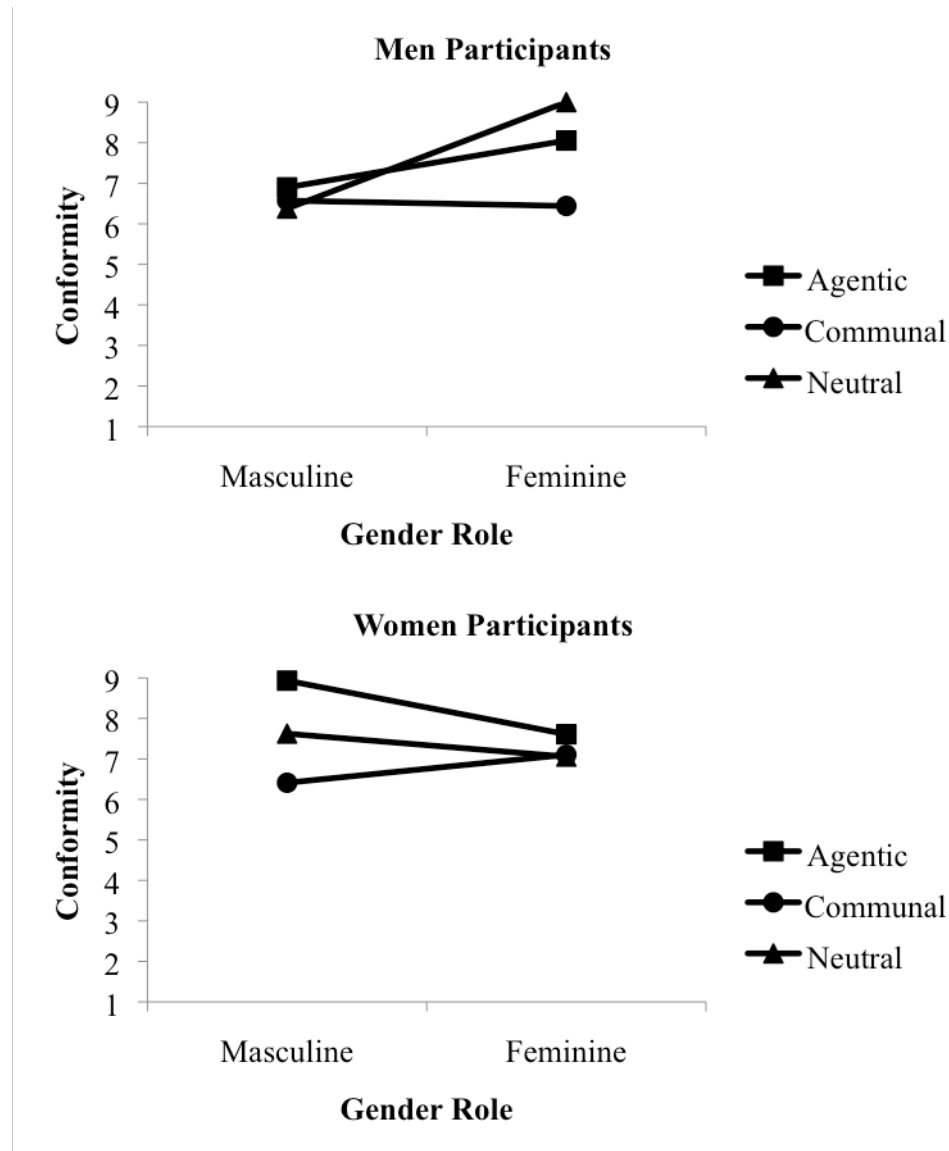 Men Participants
9
8
7
6
5
4
3
2
1
Conformity
Masculine Feminine
Gender Role
Agentic
Communal
Neutral
Women Participants
9
8
7
6
5
4
3
2
1
Conformity
Masculine Feminine
Gender Role
Agentic
Communal
Neutral